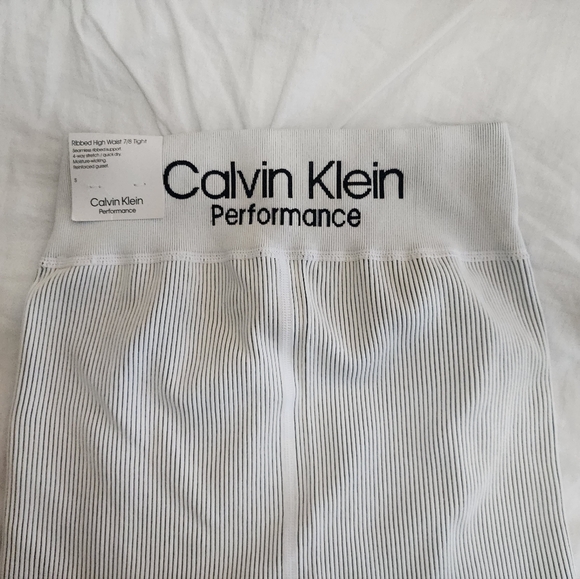 Ribbed High Waist 7/8 Tight
Seamless ribbed support
4-way stretch / quick dry
Moisture wicking
Reinforced gusset
Calvin Klein
Performance
Calvin Klein
Performance